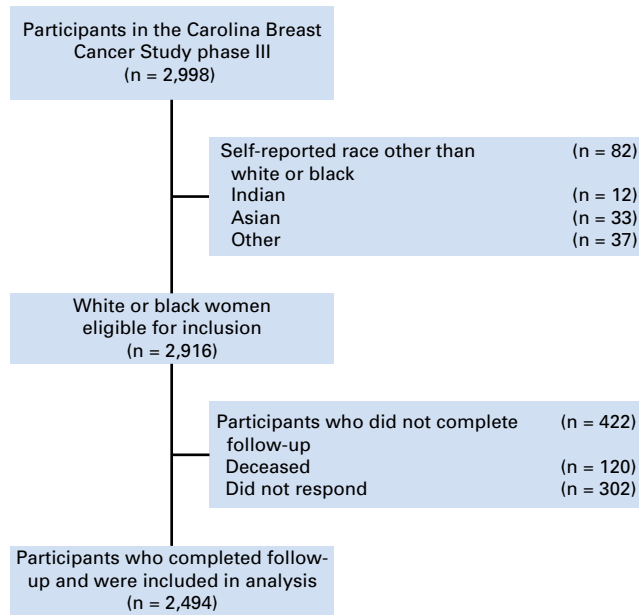 Participants in the Carolina Breast
Cancer Study phase III
(n = 2,998)
Self-reported race other than (n = 82)
white or black
Indian (n = 12)
Asian (n = 33)
Other (n = 37)
White or black women
eligible for inclusion
(n = 2,916)
Participants who did not complete (n = 422)
follow-up
Deceased (n = 120)
Did not respond (n = 302)
Participants who completed follow-
up and were included in analysis
(n = 2,494)